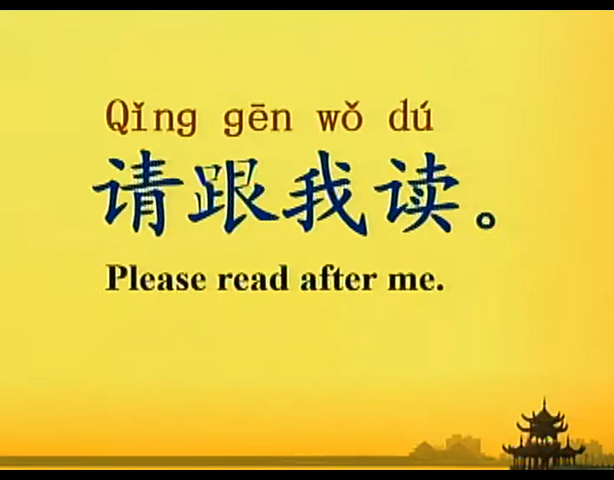 Qǐng gēn wǒ dú
请跟我读。
Please read after me.